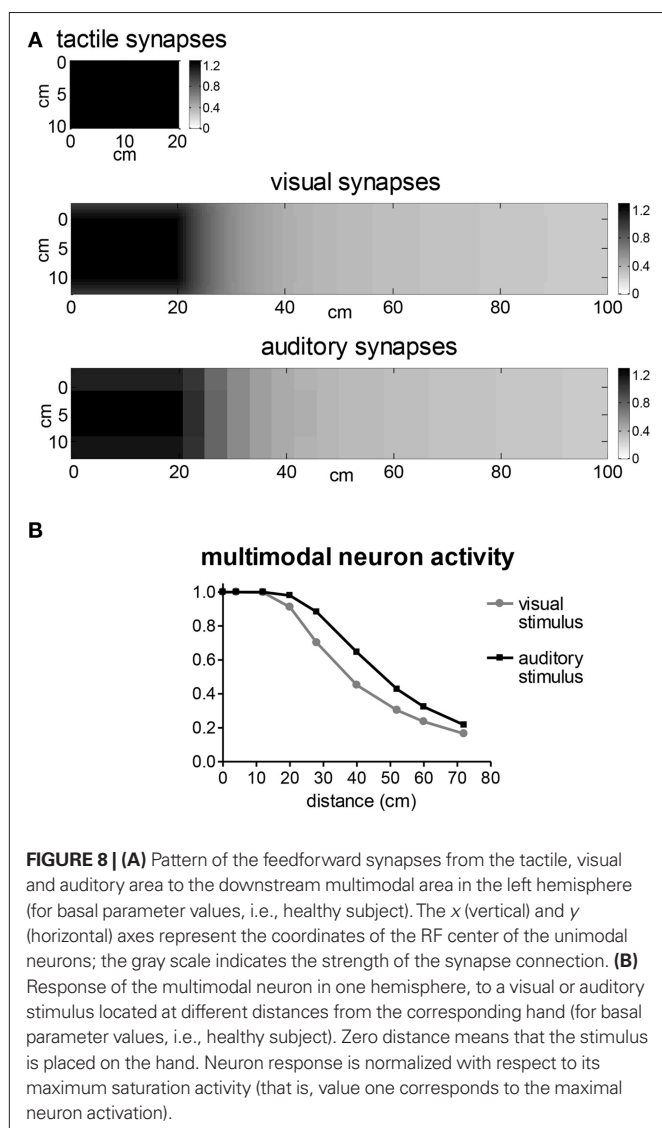 A tactile synapses
0
5
10
cm
0 10 20
cm
1.2
0.4
0
visual synapses
0
5
10
cm
0 20 40 60 80 100
cm
1.2
0.8
0.4
0
auditory synapses
0
5
10
cm
0 20 40 60 80 100
cm
1.2
0.8
0.4
0
B
multimodal neuron activity
1.0
0.8
0.6
0.4
0.2
0.0
0 10 20 30 40 50 60 70 80
distance (cm)
visual
stimulus
auditory
stimulus
FIGURE 8 | (A) Pattern of the feedforward synapses from the tactile, visual
and auditory area to the downstream multimodal area in the left hemisphere
(for basal parameter values, i.e., healthy subject). The x (vertical) and y
(horizontal) axes represent the coordinates of the RF center of the unimodal
neurons; the gray scale indicates the strength of the synapse connection. (B)
Response of the multimodal neuron in one hemisphere, to a visual or auditory
stimulus located at different distances from the corresponding hand (for basal
parameter values, i.e., healthy subject). Zero distance means that the stimulus
is placed on the hand. Neuron response is normalized with respect to its
maximum saturation activity (that is, value one corresponds to the maximal
neuron activation).